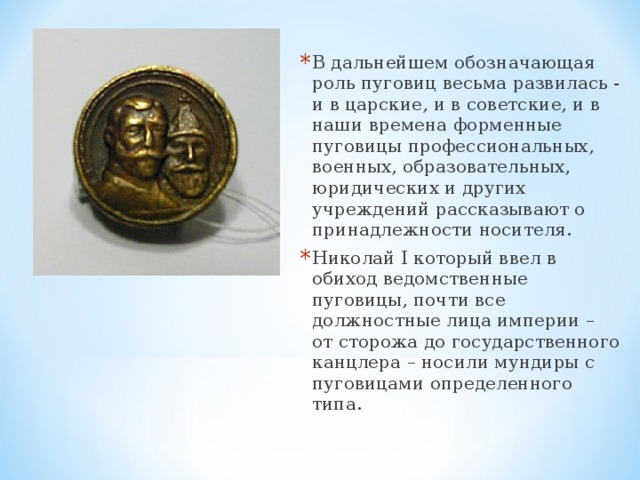 * В дальнейшем обозначающая
роль пуговиц весьма развилась -
и в царские, и в советские, и в
наши времена форменные
пуговицы профессиональных,
военных, образовательных,
юридических и других
учреждений рассказывают о
принадлежности носителя.
* Николай I который ввел в
обиход ведомственные
пуговицы, почти все
должностные лица империи –
от сторожа до государственного
канцлера – носили мундиры с
пуговицами определенного
типа.